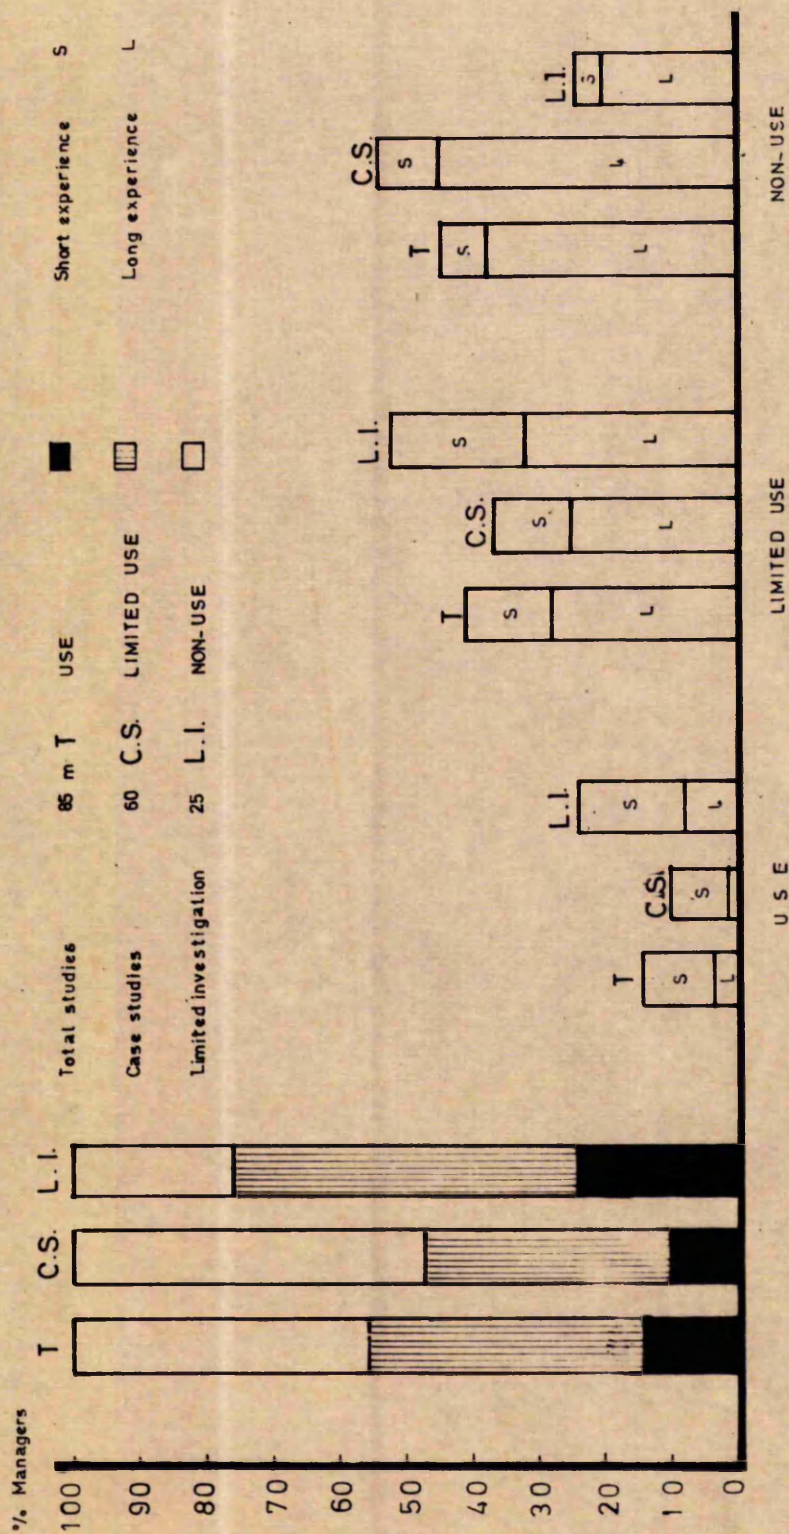 % Managers
100
90
80
70
60
50
40
30
20
10
0
T
C.S.
L.I.
Total studies 85 m T USE Short experience S
Case studies 60 C.S. LIMITED USE Long experience L
Limited investigation 25 L.I. NON-USE
T
S
L
C.S.
S
L.I.
S
L
USE
T
S
L
C.S.
S
L
L.I.
S
L
LIMITED USE
T
S
L
C.S.
S
L
L.I.
S
L
NON-USE